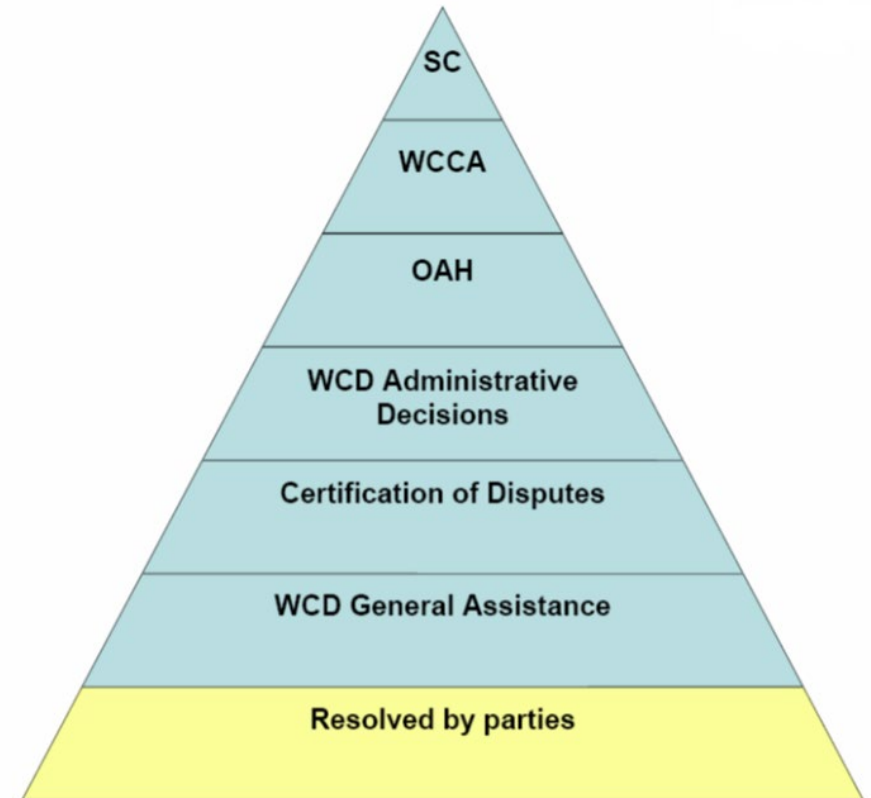 SC
WCCA
OAH
WCD Administrative
Decisions
Certification of Disputes
WCD General Assistance
Resolved by parties